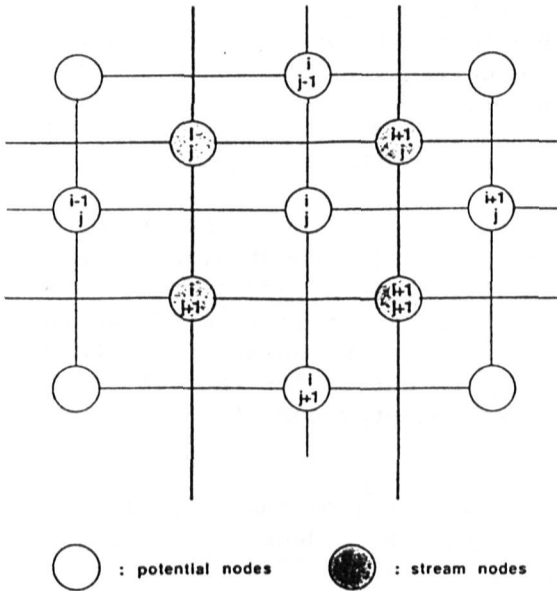 i
j-1
i
j
i+1
j
i-1
j
i
j
i+1
j
i
j+1
i+1
j+1
i
j+1
: potential nodes
: stream nodes